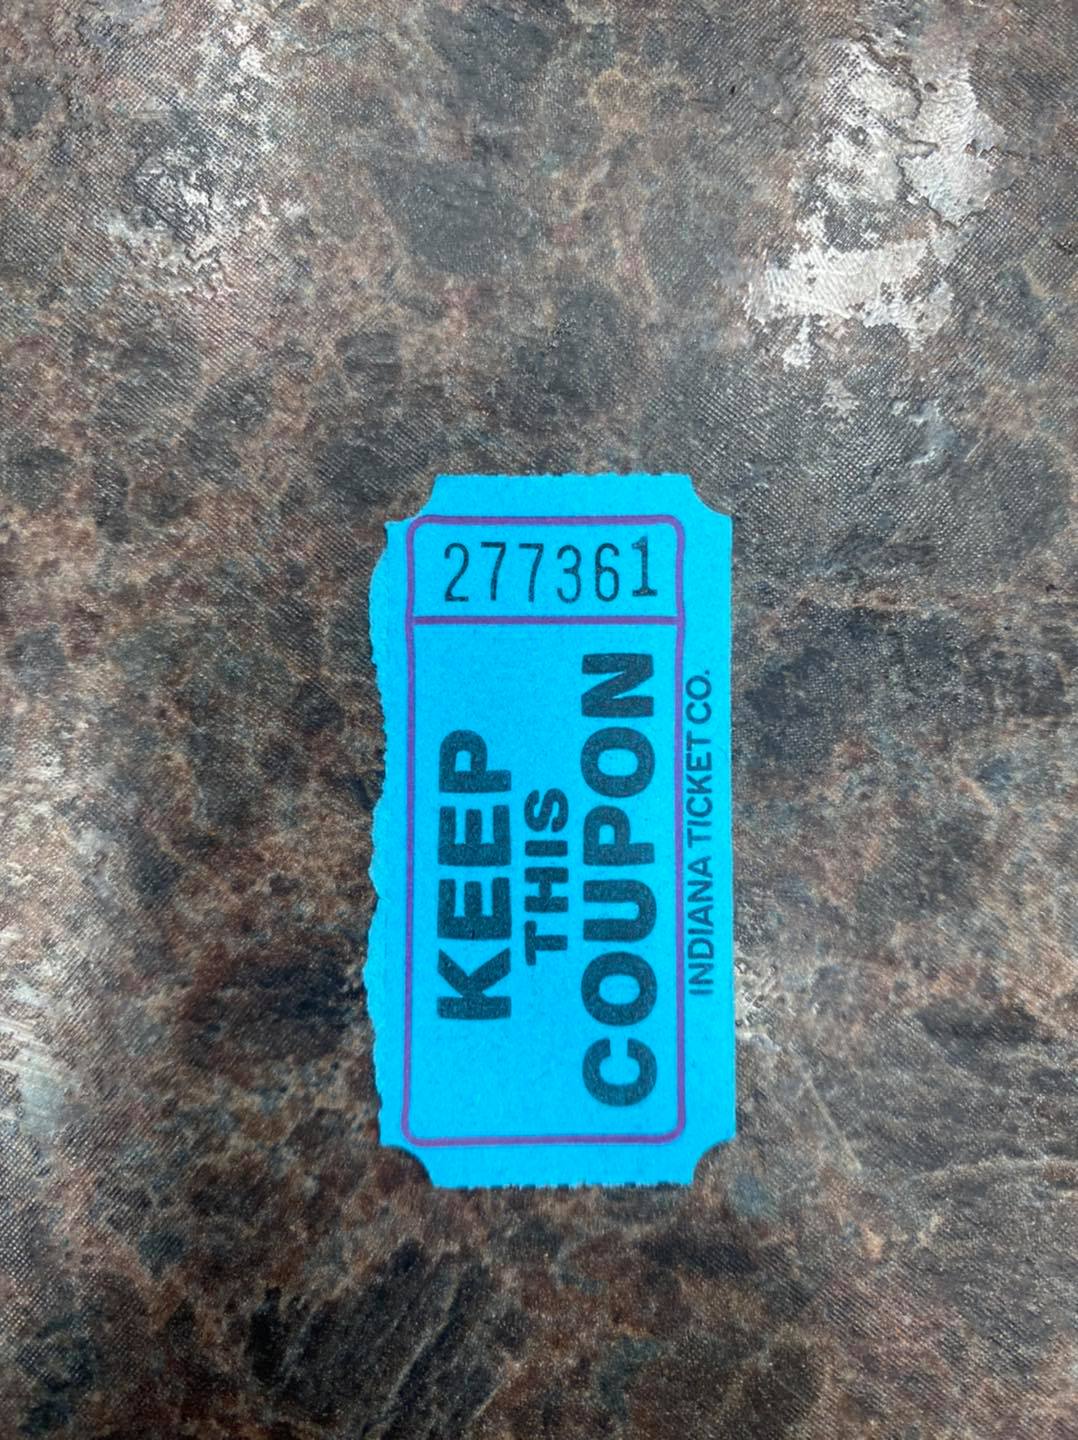 277361
KEEP
THIS
COUPON
INDIANA TICKET CO.